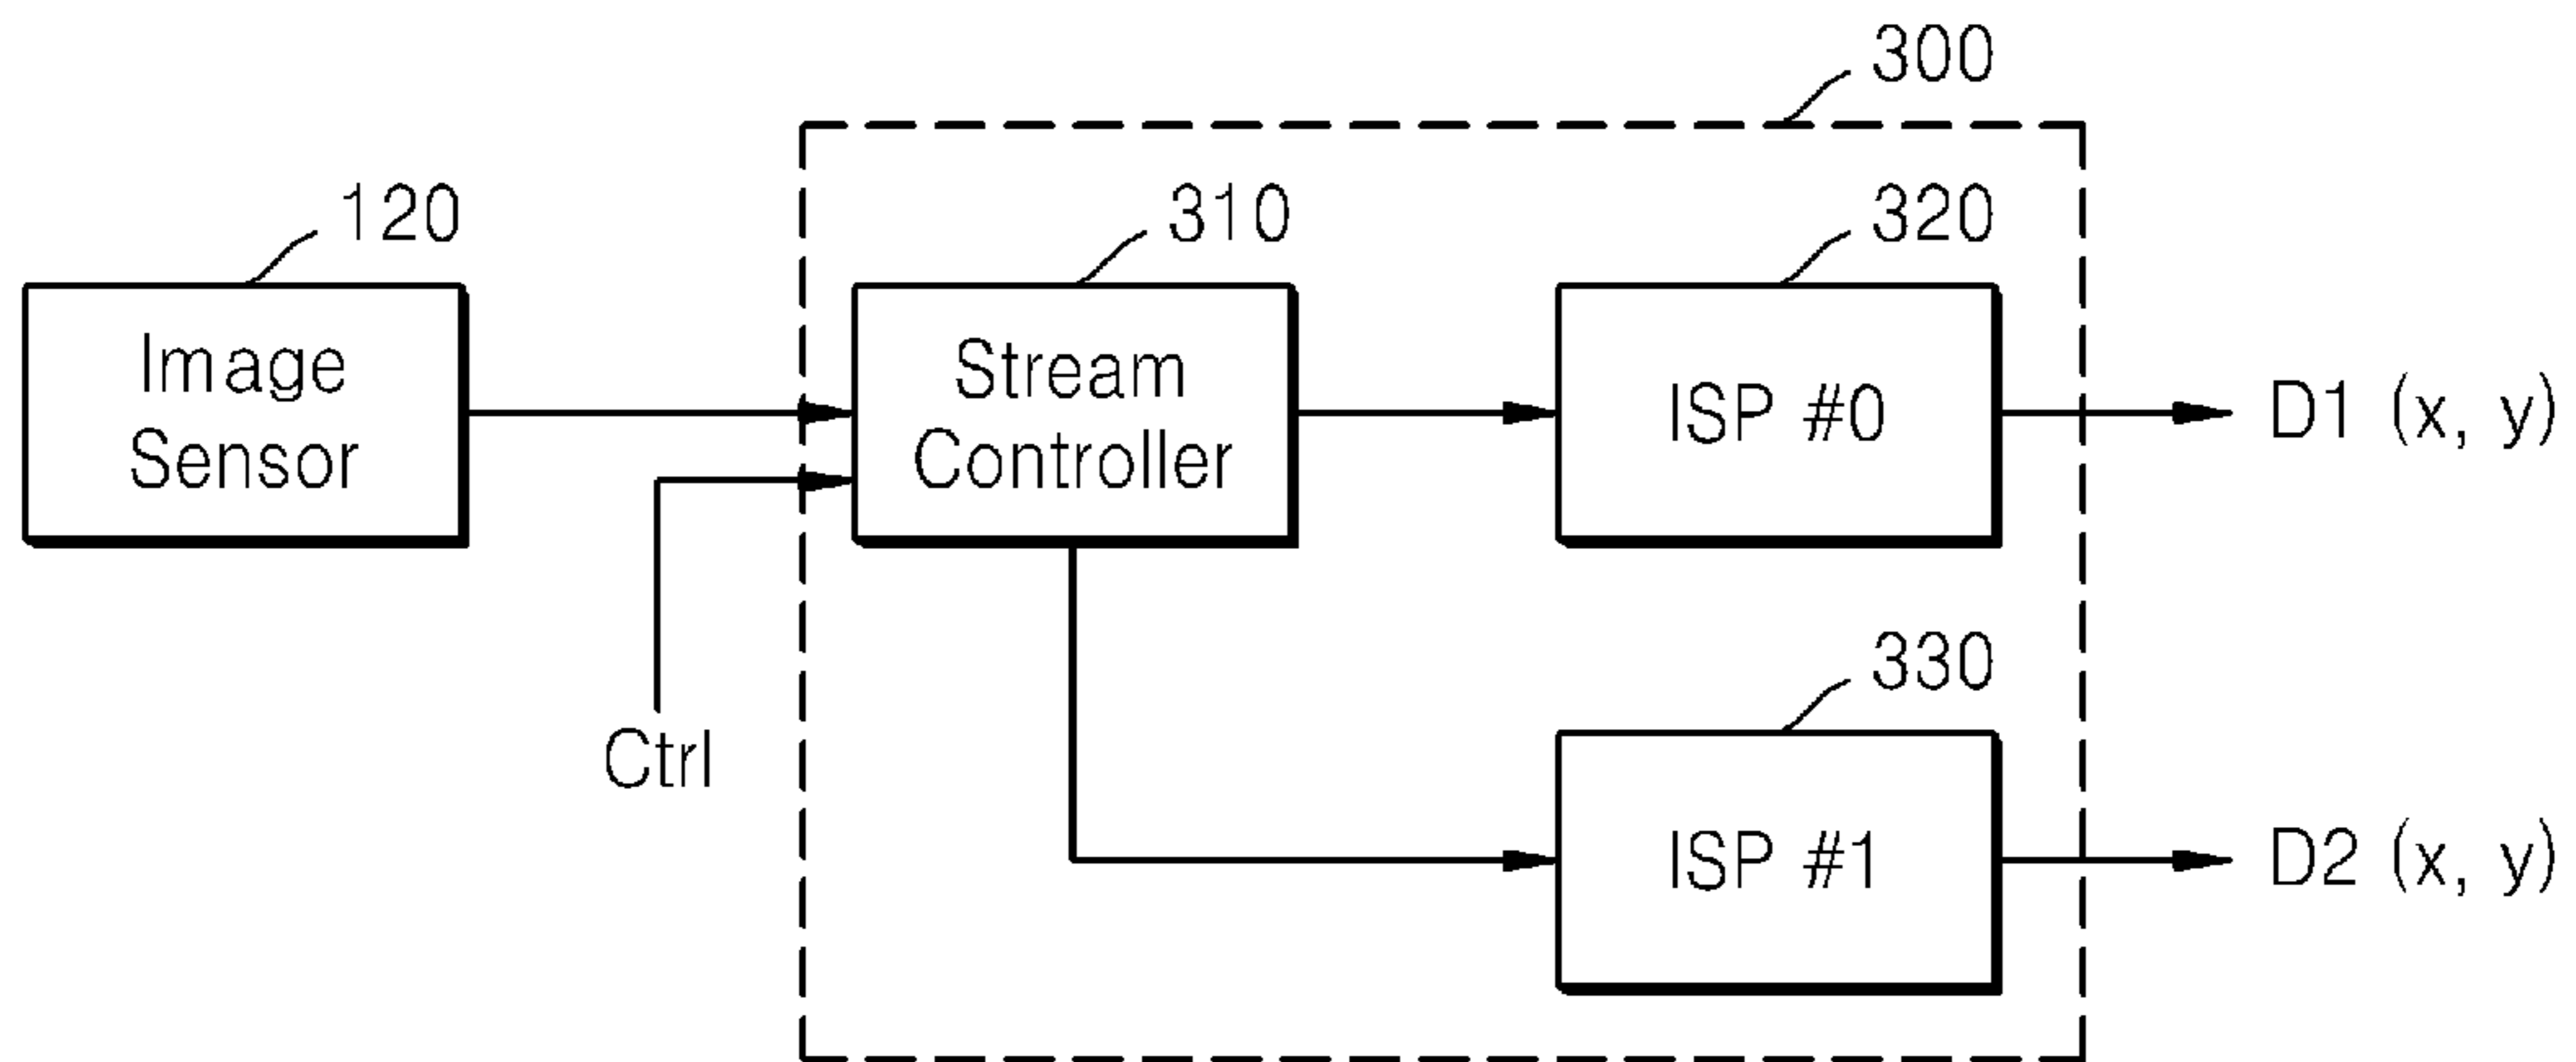 300
120
310
320
Image
Sensor
Stream
Controller
ISP #0
D1 (x, y)
Ctrl
330
ISP #1
D2 (x, y)